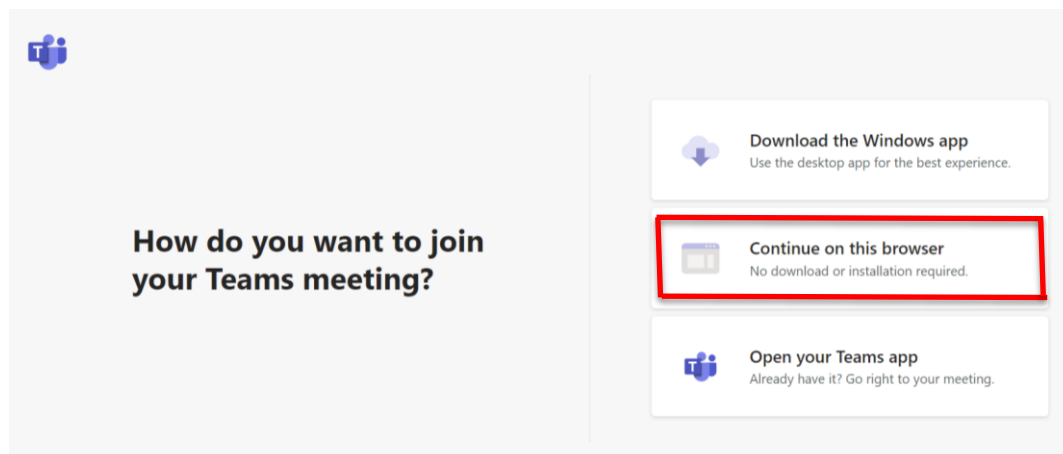 T
How do you want to join
your Teams meeting?
Download the Windows app
Use the desktop app for the best experience.
Continue on this browser
No download or installation required.
T
Open your Teams app
Already have it? Go right to your meeting.